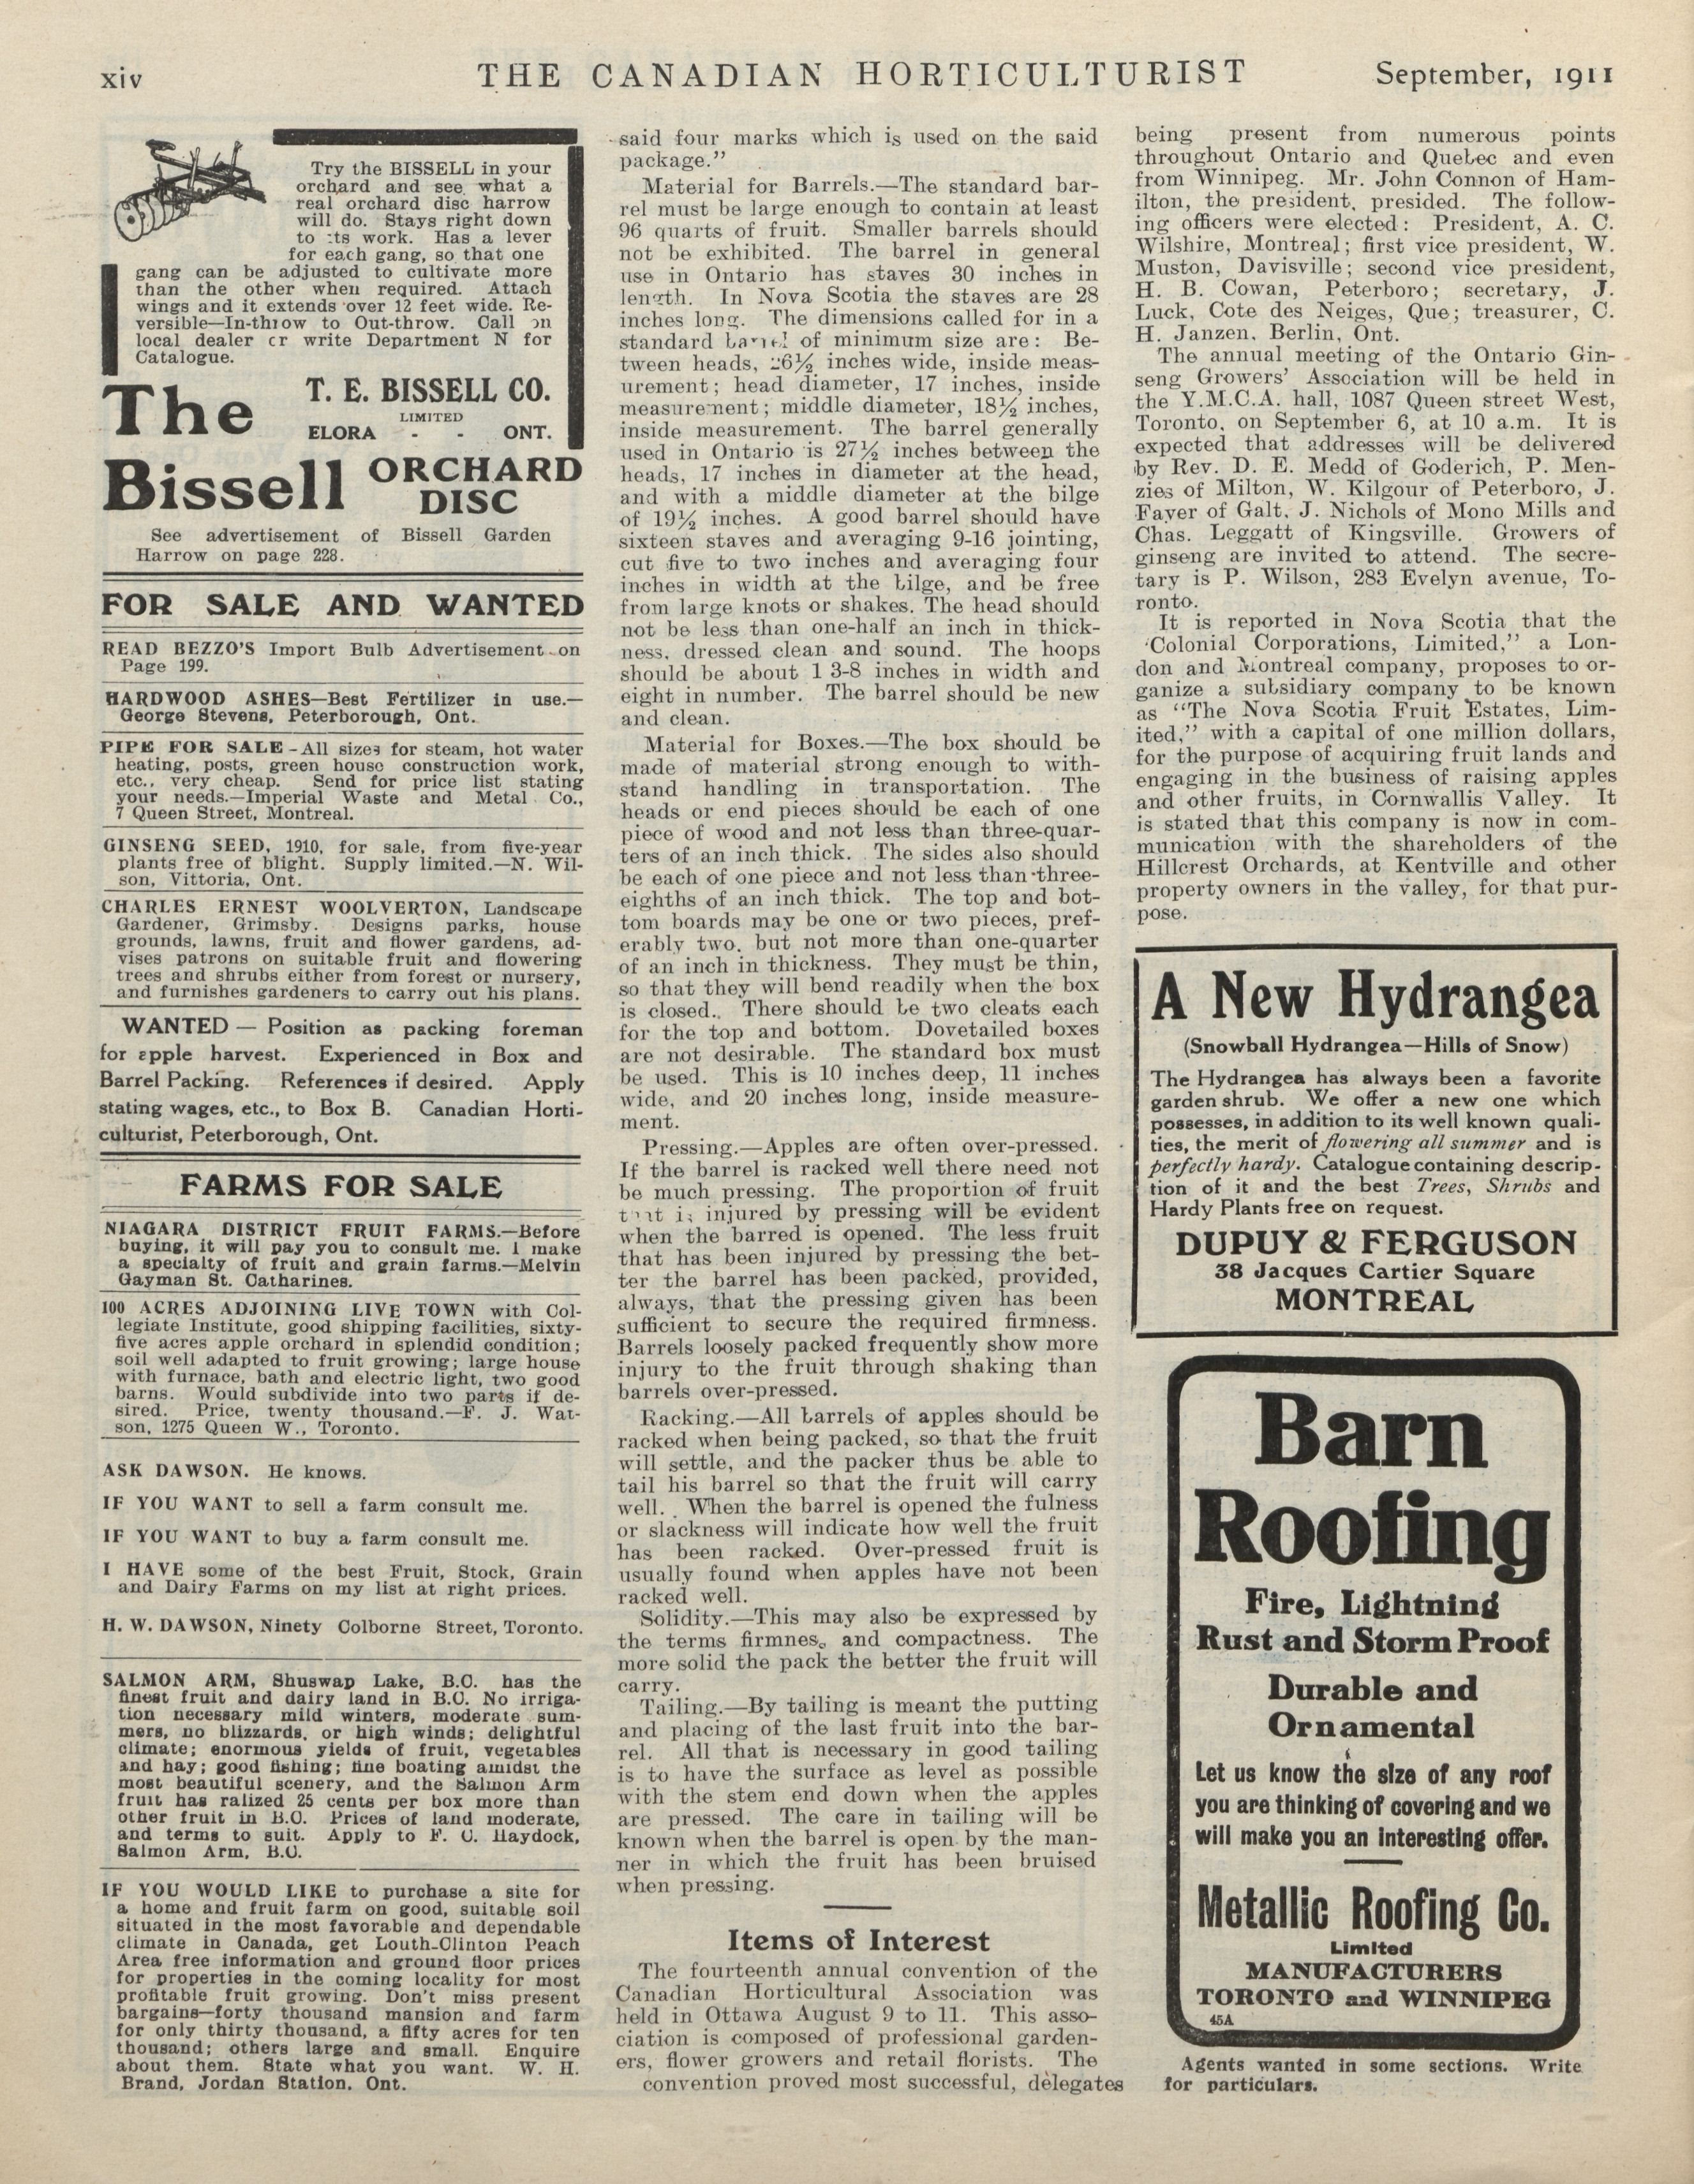 xiv
THE CANADIAN HORTICULTURIST
September, 1911
Try the BISSELL in your
orchard and see what a
real orchard disc harrow
will do. Stays right down
to its work. Has a lever
for each gang, so that one
gang can be adjusted to cultivate more
than the other when required. Attach
wings and it extends over 12 feet wide. Re-
versible—In-throw to Out-throw. Call on
local dealer or write Department N for
Catalogue.
T. E. BISSELL CO.
LIMITED
ELORA - - ONT.
The
Bissell
ORCHARD
DISC
See advertisement of Bissell Garden
Harrow on page 228.
FOR SALE AND WANTED
READ BEZZO'S Import Bulb Advertisement on
Page 199.
HARDWOOD ASHES—Best Fertilizer in use.—
George Stevens, Peterborough, Ont.
PIPE FOR SALE-All sizes for steam, hot water
heating, posts, green house construction work,
etc., very cheap. Send for price list stating
your needs.—Imperial Waste and Metal Co.,
7 Queen Street, Montreal.
GINSENG SEED, 1910, for sale, from five-year
plants free of blight. Supply limited.—N. Wil-
son, Vittoria, Ont.
CHARLES ERNEST WOOLVERTON, Landscape
Gardener, Grimsby. Designs parks, house
grounds, lawns, fruit and flower gardens, ad-
vises patrons on suitable fruit and flowering
trees and shrubs either from forest or nursery,
and furnishes gardeners to carry out his plans.
WANTED — Position as packing foreman
for apple harvest. Experienced in Box and
Barrel Packing. References if desired. Apply
stating wages, etc., to Box B. Canadian Horti-
culturist, Peterborough, Ont.
FARMS FOR SALE
NIAGARA DISTRICT FRUIT FARMS.—Before
buying, it will pay you to consult me. I make
a specialty of fruit and grain farms.—Melvin
Gayman St. Catharines.
100 ACRES ADJOINING LIVE TOWN with Col-
legiate Institute, good shipping facilities, sixty-
five acres apple orchard in splendid condition;
soil well adapted to fruit growing; large house
with furnace, bath and electric light, two good
barns. Would subdivide into two parts if de-
sired. Price, twenty thousand.—F. J. Wat-
son, 1275 Queen W., Toronto.
ASK DAWSON. He knows.
IF YOU WANT to sell a farm consult me.
IF YOU WANT to buy a farm consult me.
I HAVE some of the best Fruit, Stock, Grain
and Dairy Farms on my list at right prices.
H. W. DAWSON, Ninety Colborne Street, Toronto.
SALMON ARM, Shuswap Lake, B.C. has the
finest fruit and dairy land in B.C. No irriga-
tion necessary mild winters, moderate sum-
mers, no blizzards, or high winds; delightful
climate; enormous yields of fruit, vegetables
and hay; good fishing; fine boating amidst the
most beautiful scenery, and the Salmon Arm
fruit has ralized 25 cents per box more than
other fruit in B.C. Prices of land moderate,
and terms to suit. Apply to F. C. Haydock,
Salmon Arm, B.C.
IF YOU WOULD LIKE to purchase a site for
a home and fruit farm on good, suitable soil
situated in the most favorable and dependable
climate in Canada, get Louth-Clinton Peach
Area free information and ground floor prices
for properties in the coming locality for most
profitable fruit growing. Don't miss present
bargains—forty thousand mansion and farm
for only thirty thousand, a fifty acres for ten
thousand; others large and small. Enquire
about them. State what you want. W. H.
Brand, Jordan Station, Ont.
said four marks which is used on the said
package."
Material for Barrels.—The standard bar-
rel must be large enough to contain at least
96 quarts of fruit. Smaller barrels should
not be exhibited. The barrel in general
use in Ontario has staves 30 inches in
length. In Nova Scotia the staves are 28
inches long. The dimensions called for in a
standard barrel of minimum size are: Be-
tween heads, 26½ inches wide, inside meas-
urement; head diameter, 17 inches, inside
measurement; middle diameter, 18½ inches,
inside measurement. The barrel generally
used in Ontario is 27½ inches between the
heads, 17 inches in diameter at the head,
and with a middle diameter at the bilge
of 19½ inches. A good barrel should have
sixteen staves and averaging 9-16 jointing,
cut five to two inches and averaging four
inches in width at the bilge, and be free
from large knots or shakes. The head should
not be less than one-half an inch in thick-
ness, dressed clean and sound. The hoops
should be about 1 3-8 inches in width and
eight in number. The barrel should be new
and clean.
Material for Boxes.—The box should be
made of material strong enough to with-
stand handling in transportation. The
heads or end pieces should be each of one
piece of wood and not less than three-quar-
ters of an inch thick. The sides also should
be each of one piece and not less than three-
eighths of an inch thick. The top and bot-
tom boards may be one or two pieces, pref-
erably two, but not more than one-quarter
of an inch in thickness. They must be thin,
so that they will bend readily when the box
is closed. There should be two cleats each
for the top and bottom. Dovetailed boxes
are not desirable. The standard box must
be used. This is 10 inches deep, 11 inches
wide, and 20 inches long, inside measure-
ment.
Pressing.—Apples are often over-pressed.
If the barrel is racked well there need not
be much pressing. The proportion of fruit
that is injured by pressing will be evident
when the barred is opened. The less fruit
that has been injured by pressing the bet-
ter the barrel has been packed, provided,
always, that the pressing given has been
sufficient to secure the required firmness.
Barrels loosely packed frequently show more
injury to the fruit through shaking than
barrels over-pressed.
Racking.—All barrels of apples should be
racked when being packed, so that the fruit
will settle, and the packer thus be able to
tail his barrel so that the fruit will carry
well. When the barrel is opened the fulness
or slackness will indicate how well the fruit
has been racked. Over-pressed fruit is
usually found when apples have not been
racked well.
Solidity.—This may also be expressed by
the terms firmness and compactness. The
more solid the pack the better the fruit will
carry.
Tailing.—By tailing is meant the putting
and placing of the last fruit into the bar-
rel. All that is necessary in good tailing
is to have the surface as level as possible
with the stem end down when the apples
are pressed. The care in tailing will be
known when the barrel is open by the man-
ner in which the fruit has been bruised
when pressing.
Items of Interest
The fourteenth annual convention of the
Canadian Horticultural Association was
held in Ottawa August 9 to 11. This asso-
ciation is composed of professional garden-
ers, flower growers and retail florists. The
convention proved most successful, delegates
being present from numerous points
throughout Ontario and Quebec and even
from Winnipeg. Mr. John Connon of Ham-
ilton, the president, presided. The follow-
ing officers were elected: President, A. C.
Wilshire, Montreal; first vice president, W.
Muston, Davisville; second vice president,
H. B. Cowan, Peterboro; secretary, J.
Luck, Cote des Neiges, Que; treasurer, C.
H. Janzen, Berlin, Ont.
The annual meeting of the Ontario Gin-
seng Growers' Association will be held in
the Y.M.C.A. hall, 1087 Queen street West,
Toronto, on September 6, at 10 a.m. It is
expected that addresses will be delivered
by Rev. D. E. Medd of Goderich, P. Men-
zies of Milton, W. Kilgour of Peterboro, J.
Fayer of Galt, J. Nichols of Mono Mills and
Chas. Leggatt of Kingsville. Growers of
ginseng are invited to attend. The secre-
tary is P. Wilson, 283 Evelyn avenue, To-
ronto.
It is reported in Nova Scotia that the
'Colonial Corporations, Limited," a Lon-
don and Montreal company, proposes to or-
ganize a subsidiary company to be known
as "The Nova Scotia Fruit Estates, Lim-
ited," with a capital of one million dollars,
for the purpose of acquiring fruit lands and
engaging in the business of raising apples
and other fruits, in Cornwallis Valley. It
is stated that this company is now in com-
munication with the shareholders of the
Hillcrest Orchards, at Kentville and other
property owners in the valley, for that pur-
pose.
A New Hydrangea
(Snowball Hydrangea—Hills of Snow)
The Hydrangea has always been a favorite
garden shrub. We offer a new one which
possesses, in addition to its well known quali-
ties, the merit of flowering all summer and is
perfectly hardy. Catalogue containing descrip-
tion of it and the best Trees, Shrubs and
Hardy Plants free on request.
DUPUY & FERGUSON
38 Jacques Cartier Square
MONTREAL
Barn
Roofing
Fire, Lightning
Rust and Storm Proof
Durable and
Ornamental
Let us know the size of any roof
you are thinking of covering and we
will make you an interesting offer.
Metallic Roofing Co.
Limited
MANUFACTURERS
TORONTO and WINNIPEG
45A
Agents wanted in some sections. Write
for particulars.